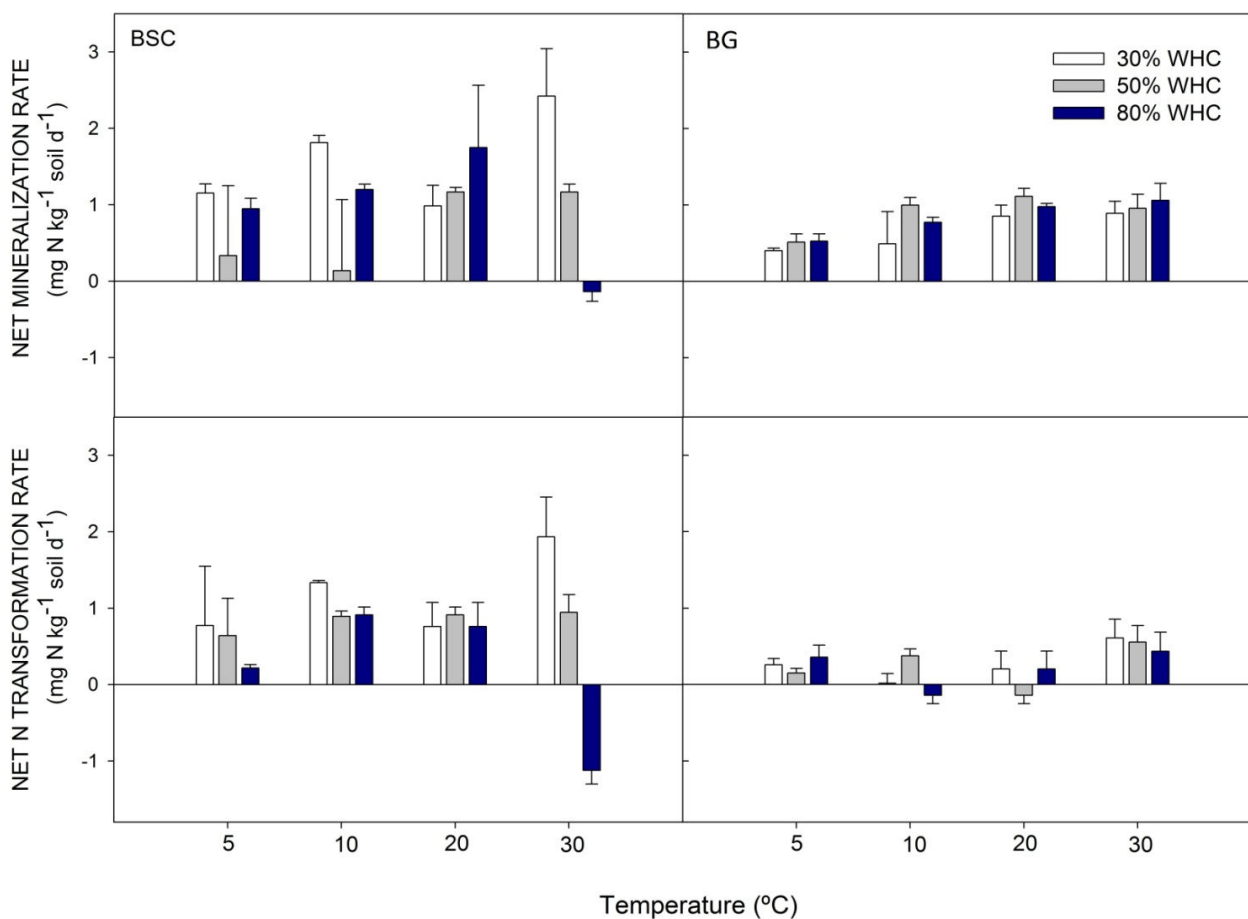 BSC
BG
30% WHC
50% WHC
80% WHC
NET MINERALIZATION RATE
(mg N kg⁻¹ soil d⁻¹)
3
2
1
0
-1
NET N TRANSFORMATION RATE
(mg N kg⁻¹ soil d⁻¹)
3
2
1
0
-1
5 10 20 30 5 10 20 30
Temperature (ºC)